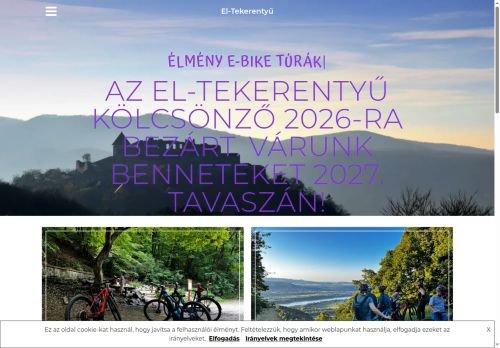 El-Tekerentyű
ÉLMÉNY E-BIKE TÚRÁK|
AZ EL-TEKERENTYŰ
KÖLCSÖNZŐ 2026-RA
BEZÁRT. VÁRUNK
BENNETEKET 2027.
TAVASZÁN!
Ez az oldal cookie-kat használ, hogy javítsa a felhasználói élményt. Feltételezzük, hogy amikor weblapunkat használja, elfogadja ezeket az
irányelveket. Elfogadás Irányelvek megtekintése
X